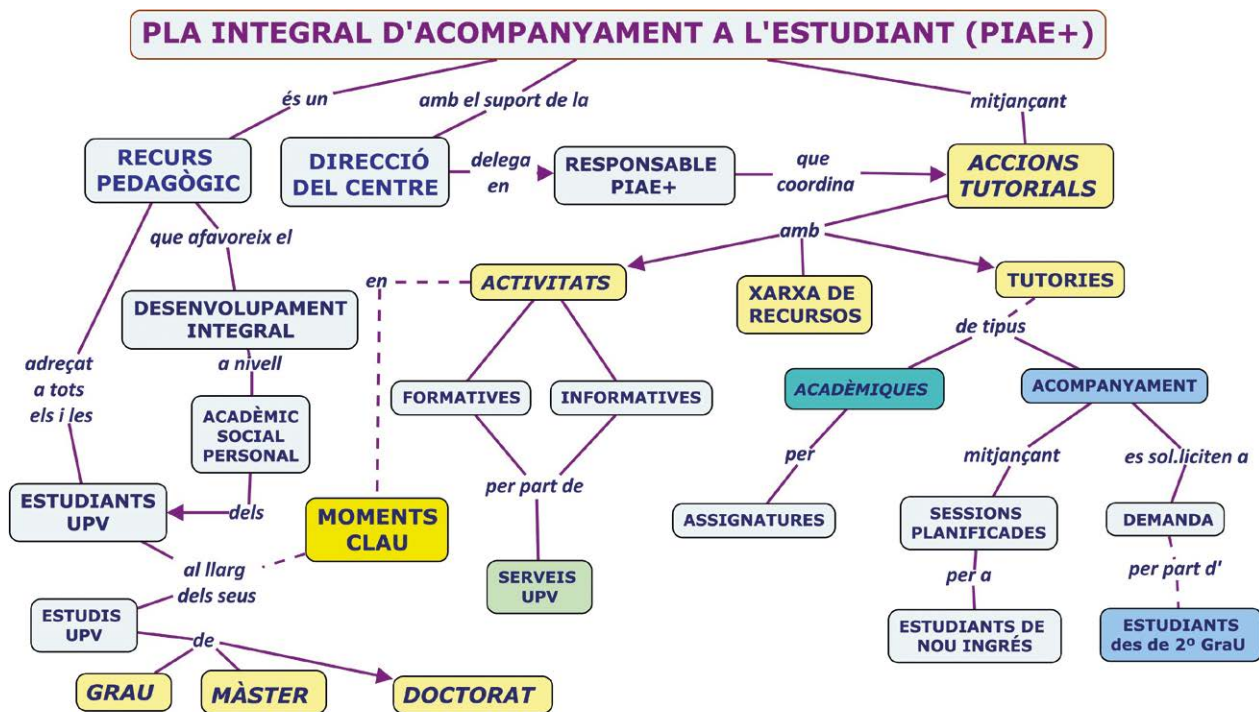 PLA INTEGRAL D'ACOMPANYAMENT A L'ESTUDIANT (PIAE+)
és un
amb el suport de la
mitjançant
RECURS
PEDAGÒGIC
DIRECCIÓ
DEL CENTRE
delega
en
RESPONSABLE
PIAE+
que
coordina
ACCIONS
TUTORIALS
que afavoreix el
amb
en
ACTIVITATS
XARXA DE
RECURSOS
TUTORIES
DESENVOLUPAMENT
INTEGRAL
de tipus
adreçat
a tots
els i les
a nivell
FORMATIVES
INFORMATIVES
ACADÈMIQUES
ACOMPANYAMENT
ACADÈMIC
SOCIAL
PERSONAL
per
mitjançant
es sol.liciten a
ESTUDIANTS
UPV
dels
MOMENTS
CLAU
per part de
ASSIGNATURES
SESSIONS
PLANIFICADES
DEMANDA
al llarg
dels seus
SERVEIS
UPV
per a
per part d'
ESTUDIS
UPV
de
ESTUDIANTS DE
NOU INGRÉS
ESTUDIANTS
des de 2º GraU
GRAU
MÀSTER
DOCTORAT